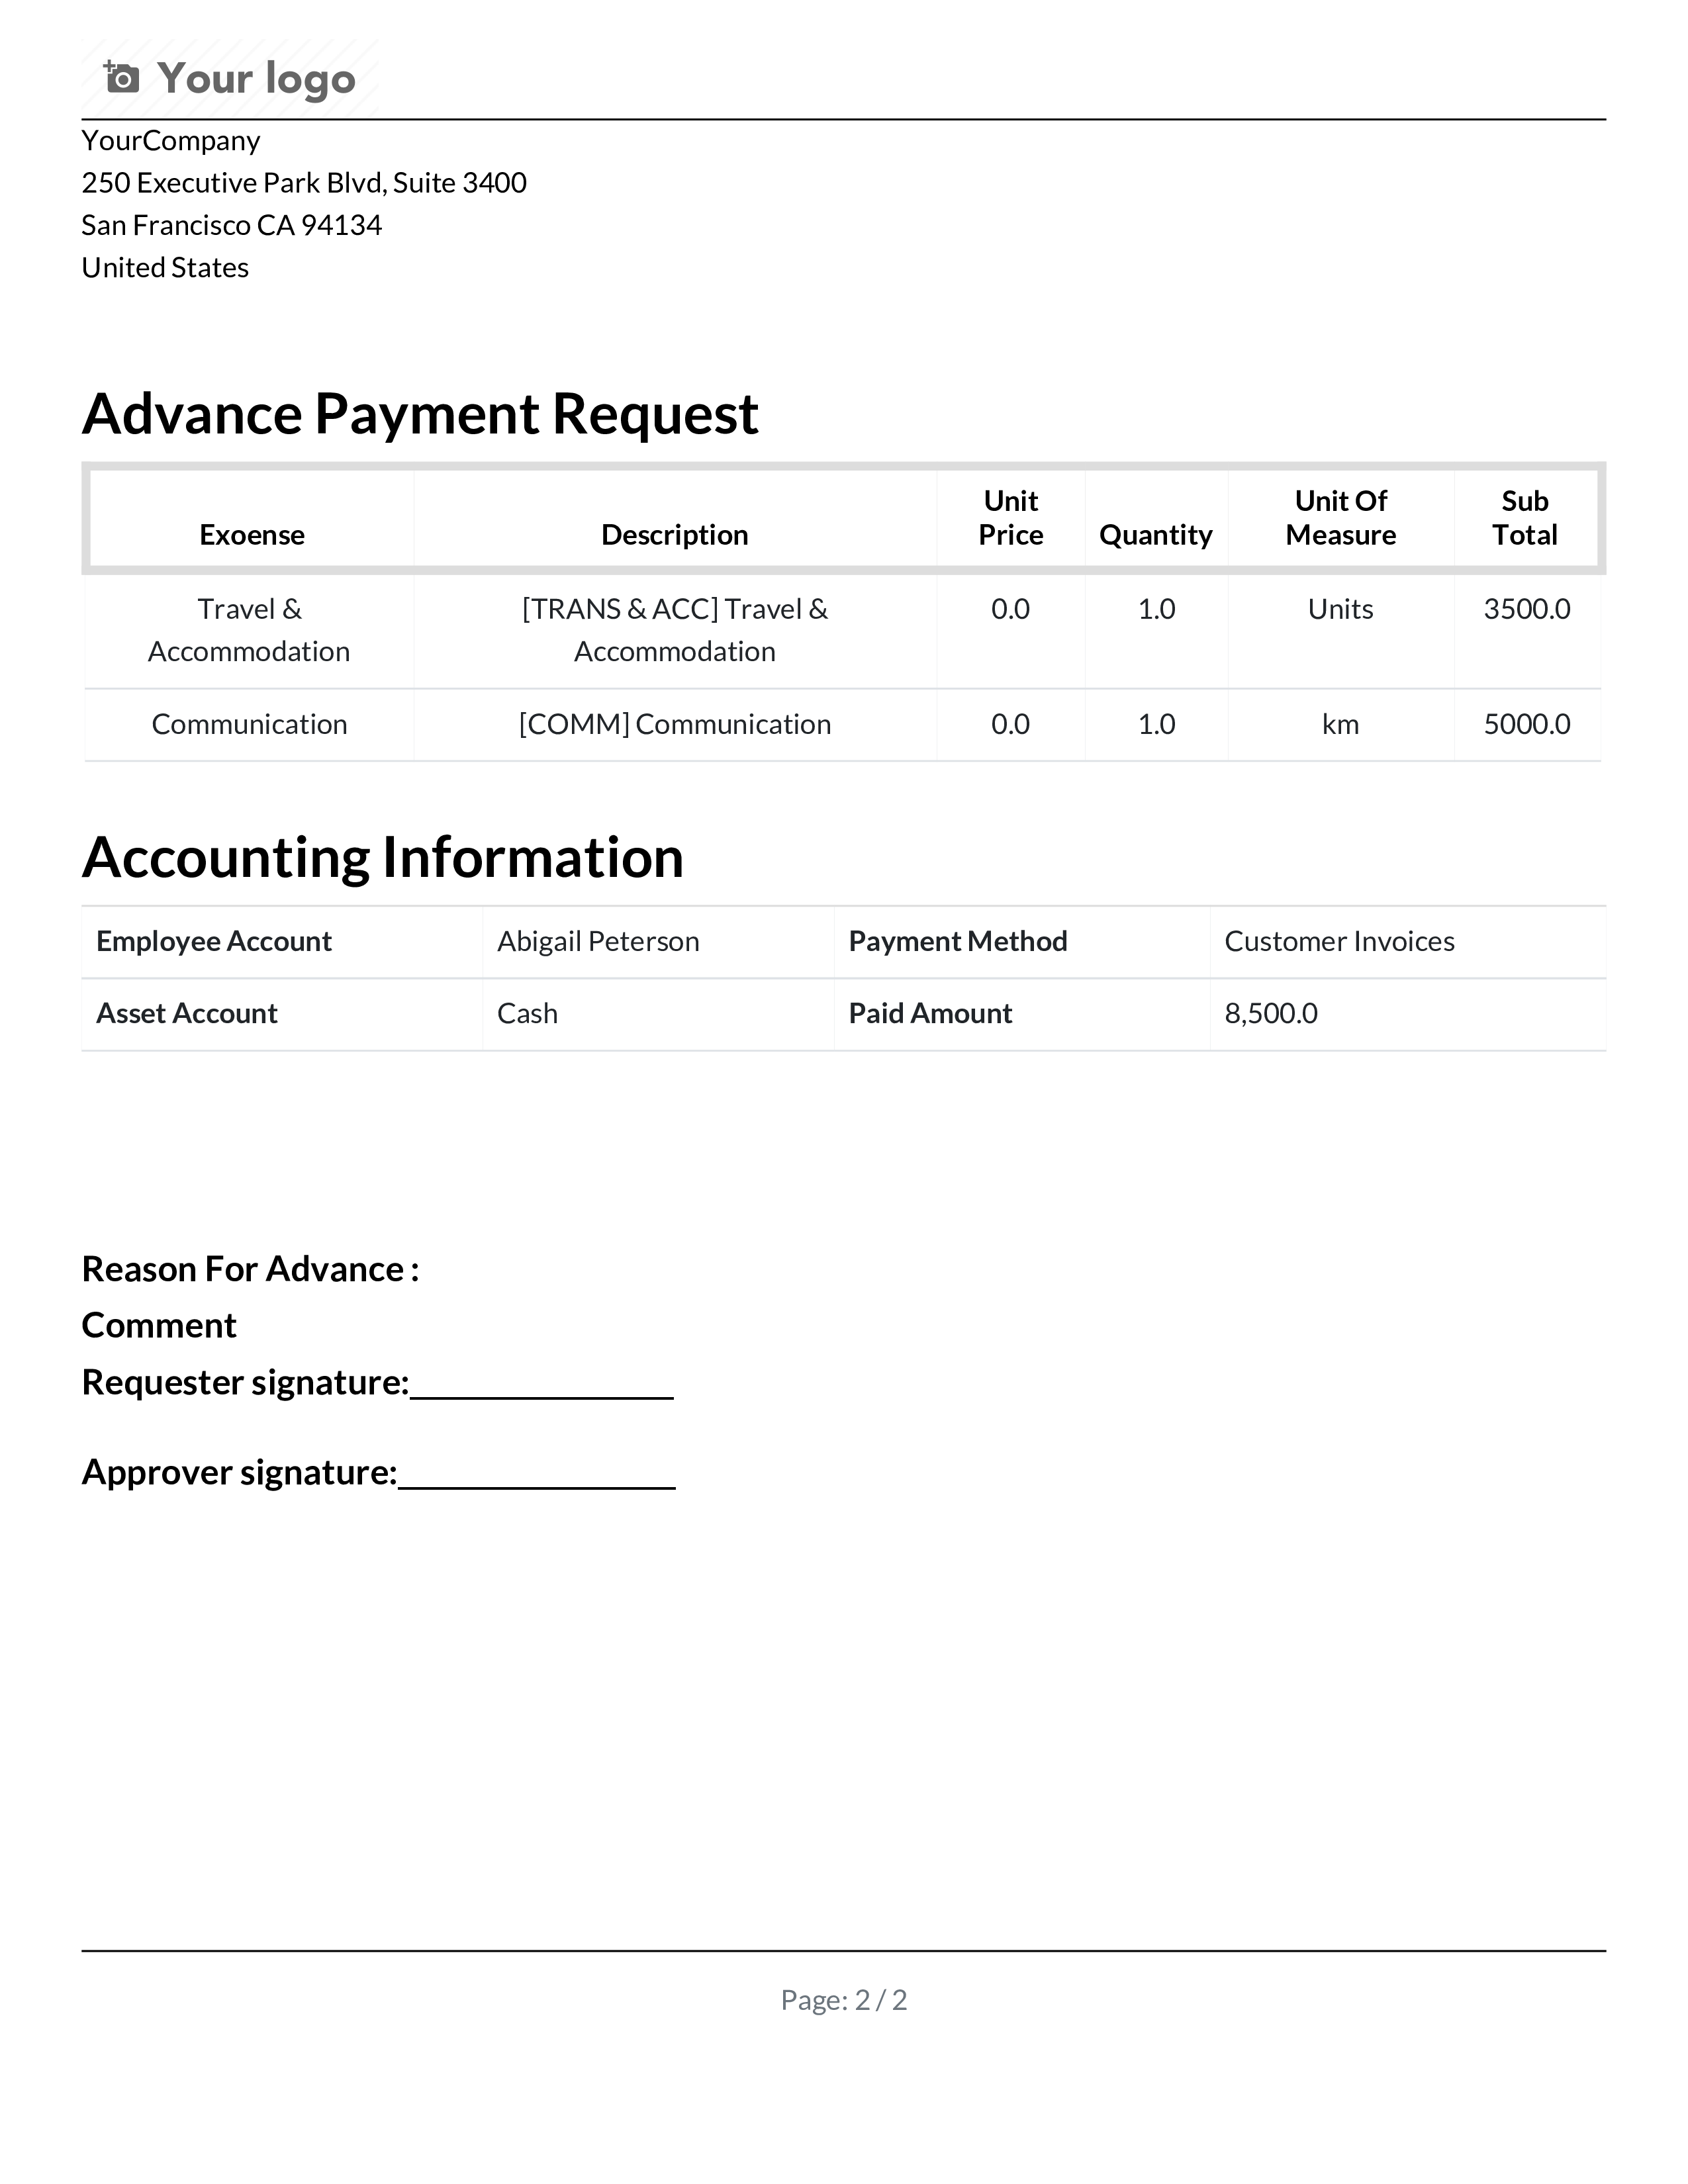 Your logo
YourCompany
250 Executive Park Blvd, Suite 3400
San Francisco CA 94134
United States
Advance Payment Request
Exoense Description Unit Price Quantity Unit Of Measure Sub Total
Travel & Accommodation [TRANS & ACC] Travel & Accommodation 0.0 1.0 Units 3500.0
Communication [COMM] Communication 0.0 1.0 km 5000.0
Accounting Information
Employee Account Abigail Peterson Payment Method Customer Invoices
Asset Account Cash Paid Amount 8,500.0
Reason For Advance :
Comment
Requester signature:
Approver signature:
Page: 2 / 2